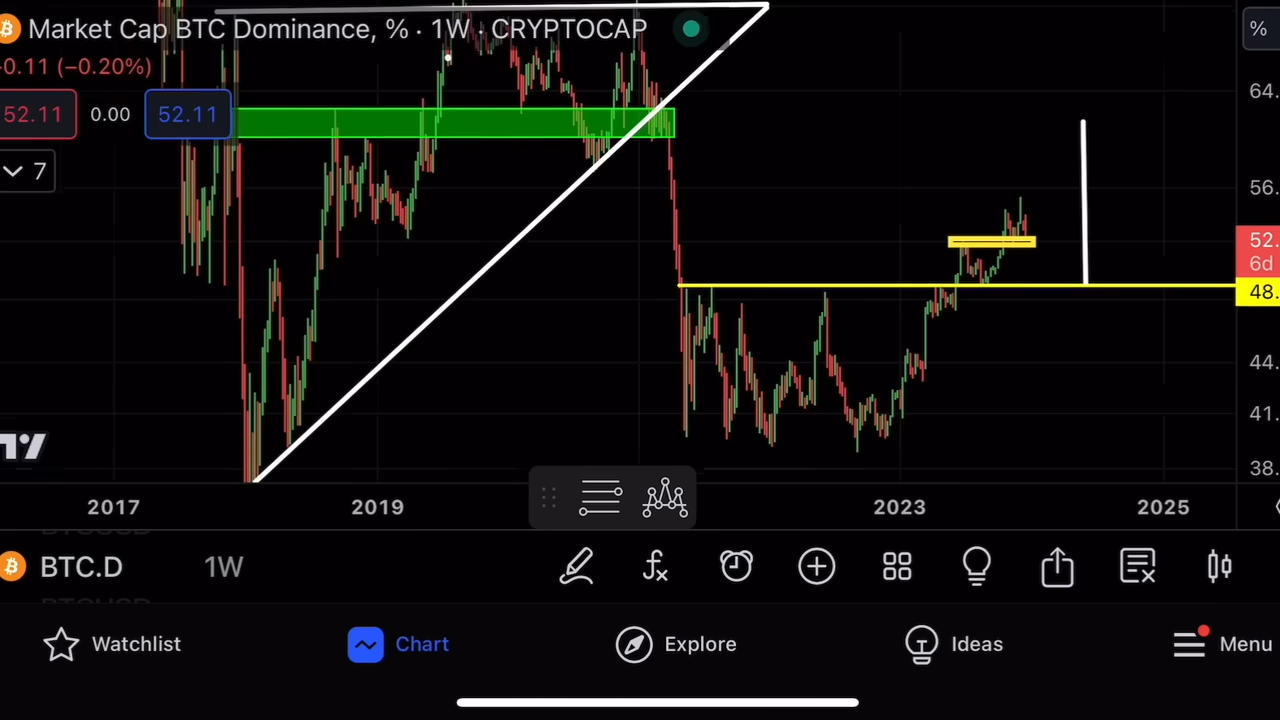 Market Cap BTC Dominance, % · 1W · CRYPTOCAP
%
−0.11 (−0.20%)
64.
52.11 0.00 52.11
7
56.
52.
6d
48.
44.
41.
38.
2017 2019 2023 2025
BTC.D 1W
Watchlist Chart Explore Ideas Menu